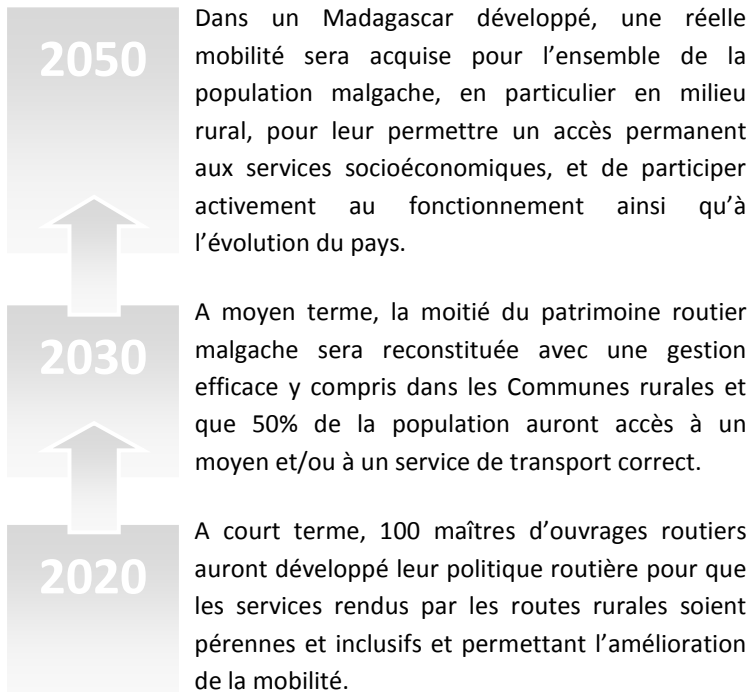 2050
Dans un Madagascar développé, une réelle
mobilité sera acquise pour l’ensemble de la
population malgache, en particulier en milieu
rural, pour leur permettre un accès permanent
aux services socioéconomiques, et de participer
activement au fonctionnement ainsi qu’à
l’évolution du pays.
2030
A moyen terme, la moitié du patrimoine routier
malgache sera reconstituée avec une gestion
efficace y compris dans les Communes rurales et
que 50% de la population auront accès à un
moyen et/ou à un service de transport correct.
2020
A court terme, 100 maîtres d’ouvrages routiers
auront développé leur politique routière pour que
les services rendus par les routes rurales soient
pérennes et inclusifs et permettant l’amélioration
de la mobilité.